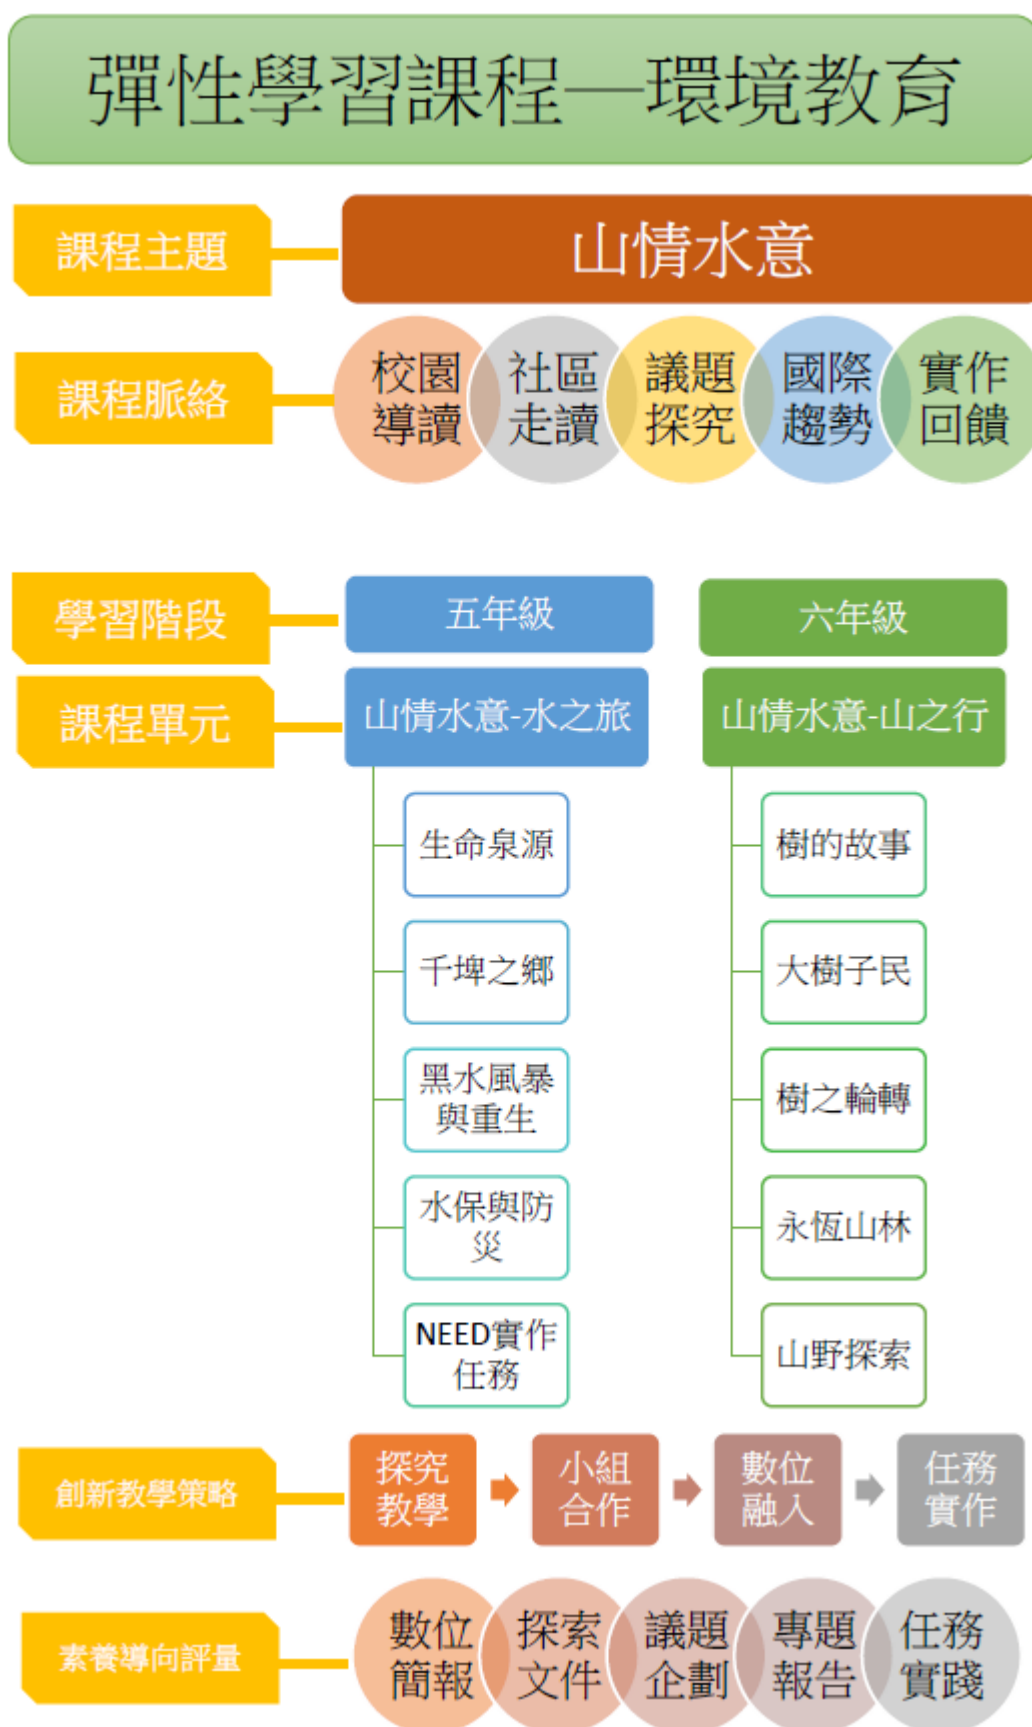 彈性學習課程—環境教育
課程主題
山情水意
課程脈絡
校園
導讀
社區
走讀
議題
探究
國際
趨勢
實作
回饋
學習階段
五年級
六年級
課程單元
山情水意-水之旅
山情水意-山之行
生命泉源
千埤之鄉
黑水風暴
與重生
水保與防
災
NEED實作
任務
樹的故事
大樹子民
樹之輪轉
永恆山林
山野探索
創新教學策略
探究
教學
小組
合作
數位
融入
任務
實作
素養導向評量
數位
簡報
探索
文件
議題
企劃
專題
報告
任務
實踐